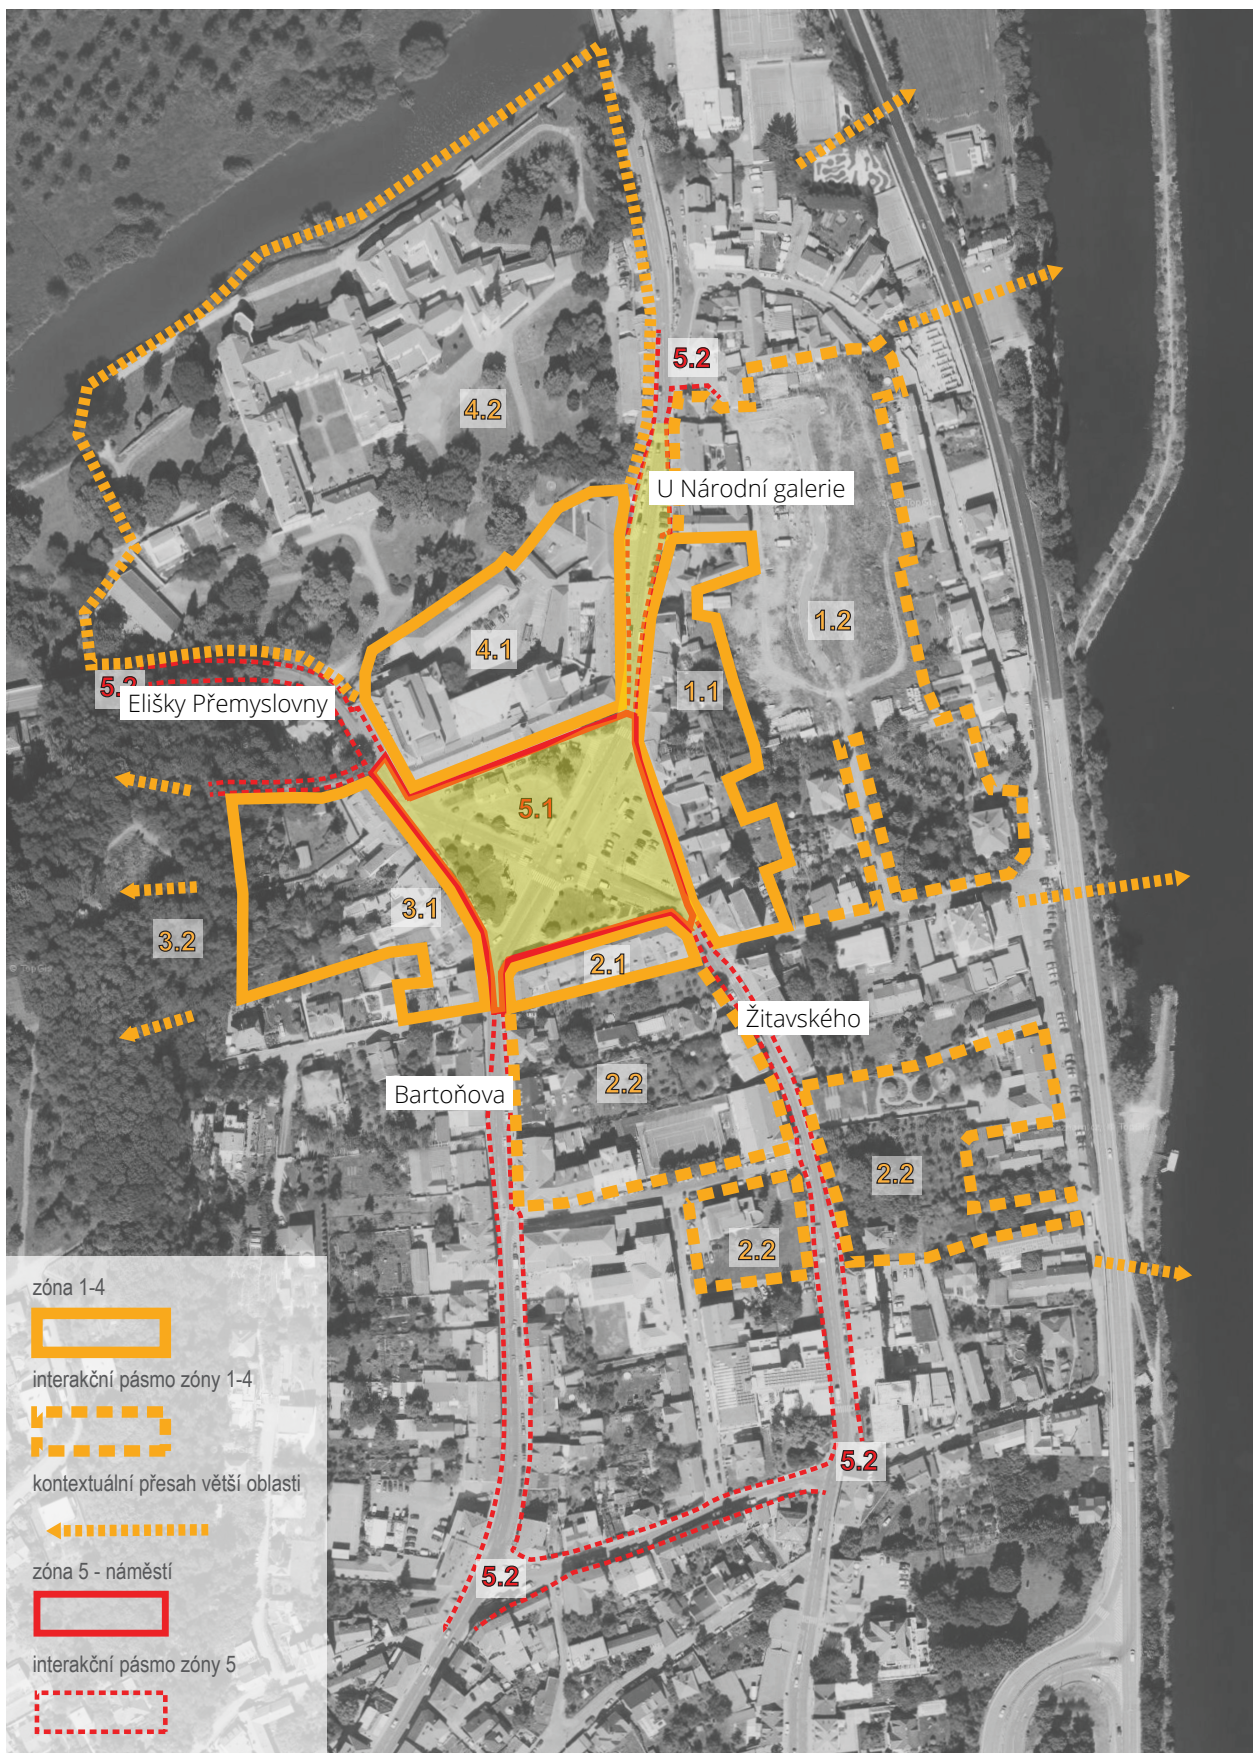 5.2
4.2
U Národní galerie
1.2
4.1
1.1
5.2
Elišky Přemyslovny
5.1
3.1
3.2
2.1
Žitavského
2.2
Bartoňova
2.2
2.2
zóna 1-4
interakční pásmo zóny 1-4
kontextuální přesah větší oblasti
5.2
zóna 5 - náměstí
5.2
interakční pásmo zóny 5